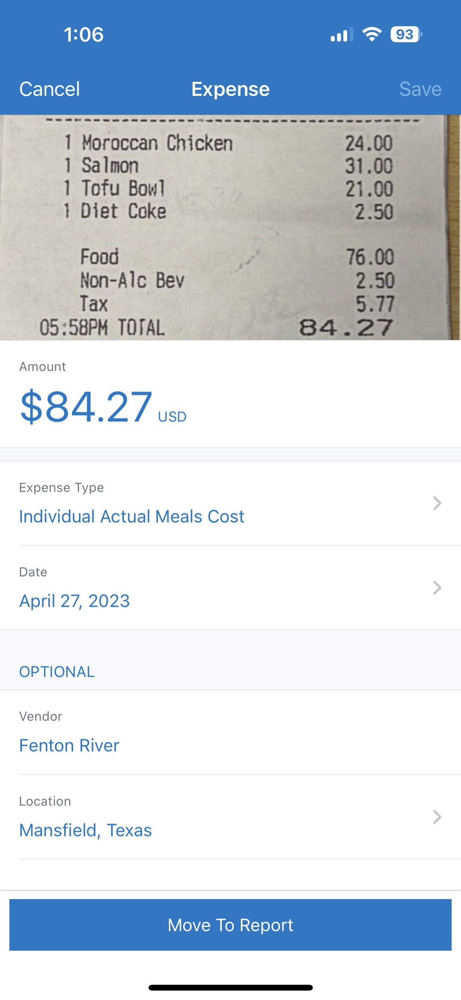 1:06 93
Cancel Expense Save
1 Moroccan Chicken 24.00
1 Salmon 31.00
1 Tofu Bowl 21.00
1 Diet Coke 2.50
Food 76.00
Non-Alc Bev 2.50
Tax 5.77
05:58PM TOTAL 84.27
Amount
$84.27 USD
Expense Type
Individual Actual Meals Cost
Date
April 27, 2023
OPTIONAL
Vendor
Fenton River
Location
Mansfield, Texas
Move To Report